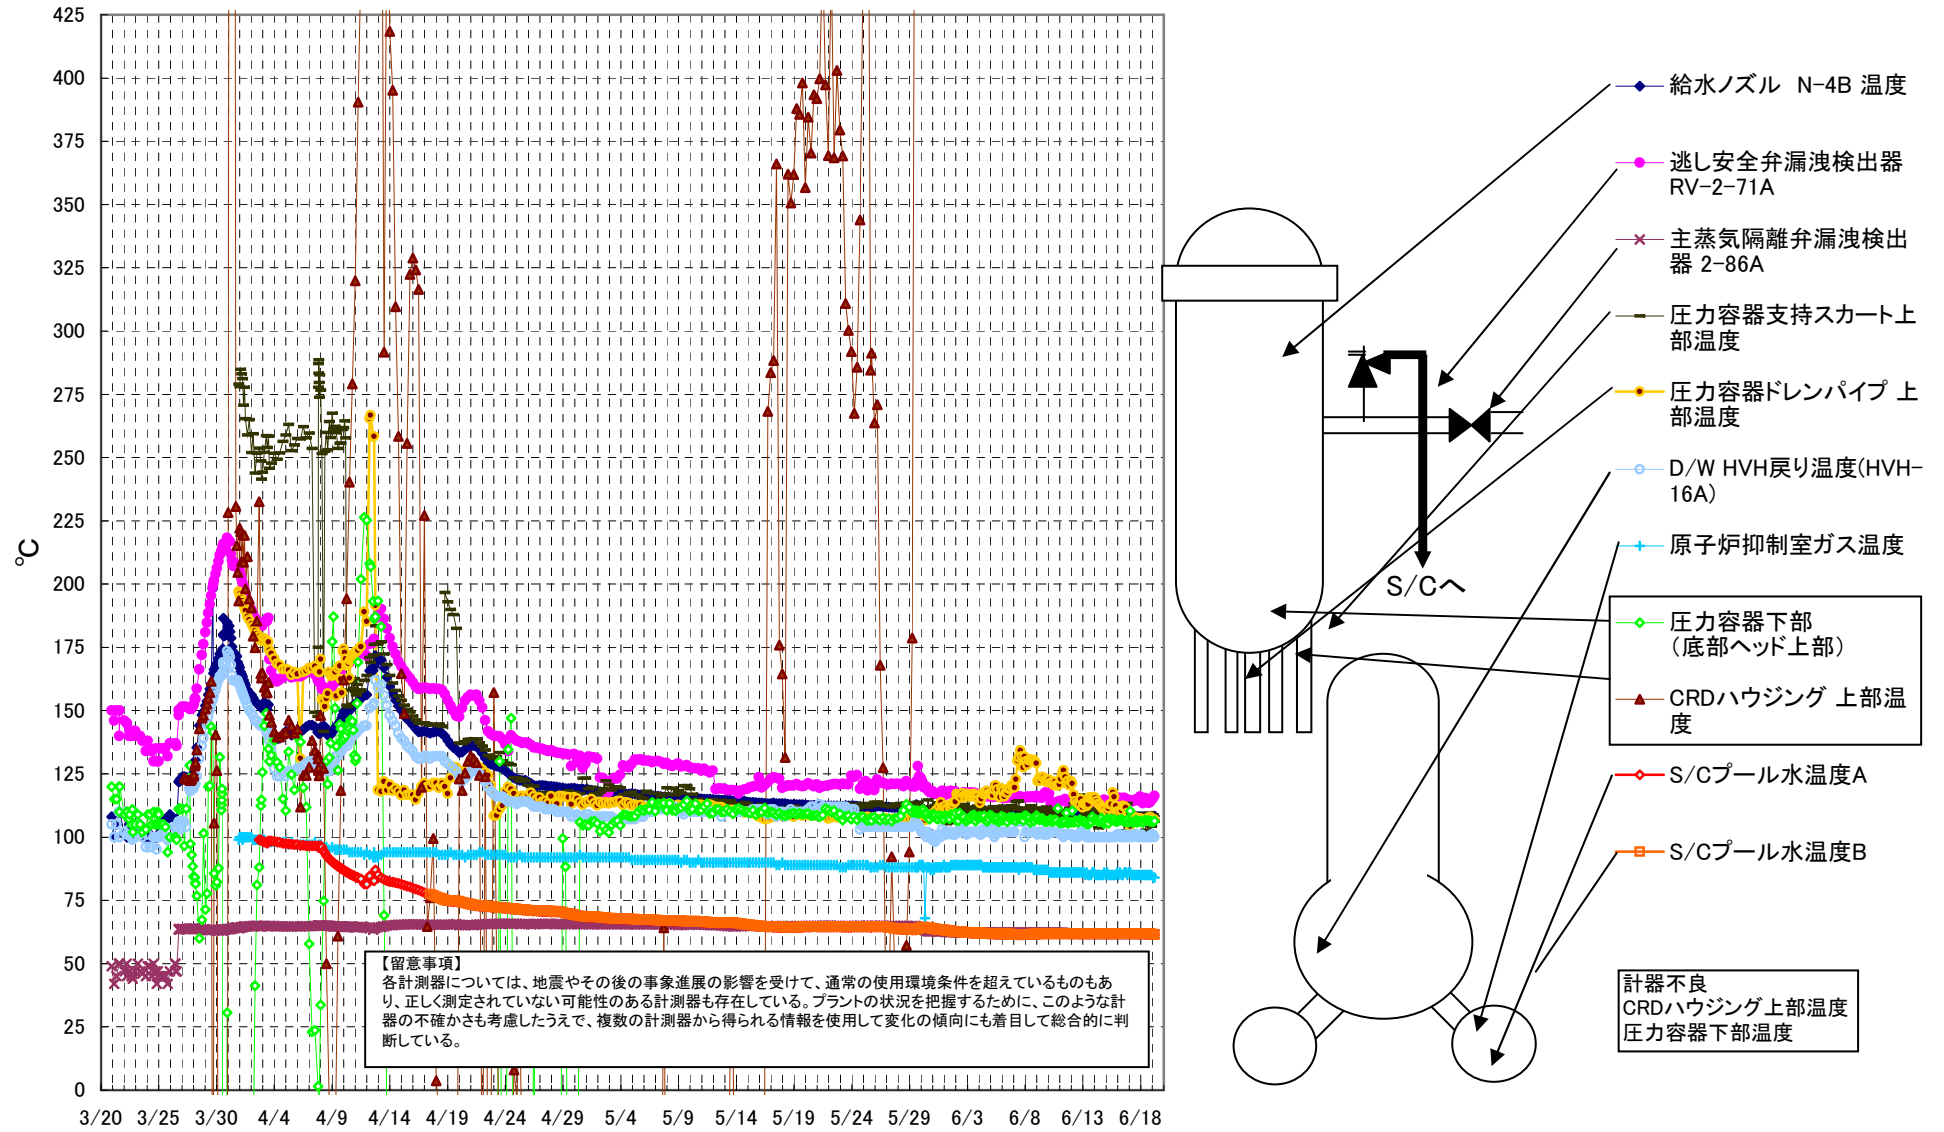 ℃
425
400
375
350
325
300
275
250
225
200
175
150
125
100
75
50
25
0
3/20
3/25
3/30
4/4
4/9
4/14
4/19
4/24
4/29
5/4
5/9
5/14
5/19
5/24
5/29
6/3
6/8
6/13
6/18
【留意事項】
各計測器については、地震やその後の事象進展の影響を受けて、通常の使用環境条件を超えているものもあ
り、正しく測定されていない可能性のある計測器も存在している。プラントの状況を把握するために、このような計
器の不確かさも考慮したうえで、複数の計測器から得られる情報を使用して変化の傾向にも着目して総合的に判
断している。
S/Cへ
給水ノズル　N-4B 温度
逃し安全弁漏洩検出器
RV-2-71A
主蒸気隔離弁漏洩検出
器 2-86A
圧力容器支持スカート上
部温度
圧力容器ドレンパイプ 上
部温度
D/W HVH戻り温度(HVH-
16A)
原子炉抑制室ガス温度
圧力容器下部
（底部ヘッド上部）
CRDハウジング 上部温
度
S/Cプール水温度A
S/Cプール水温度B
計器不良
CRDハウジング上部温度
圧力容器下部温度